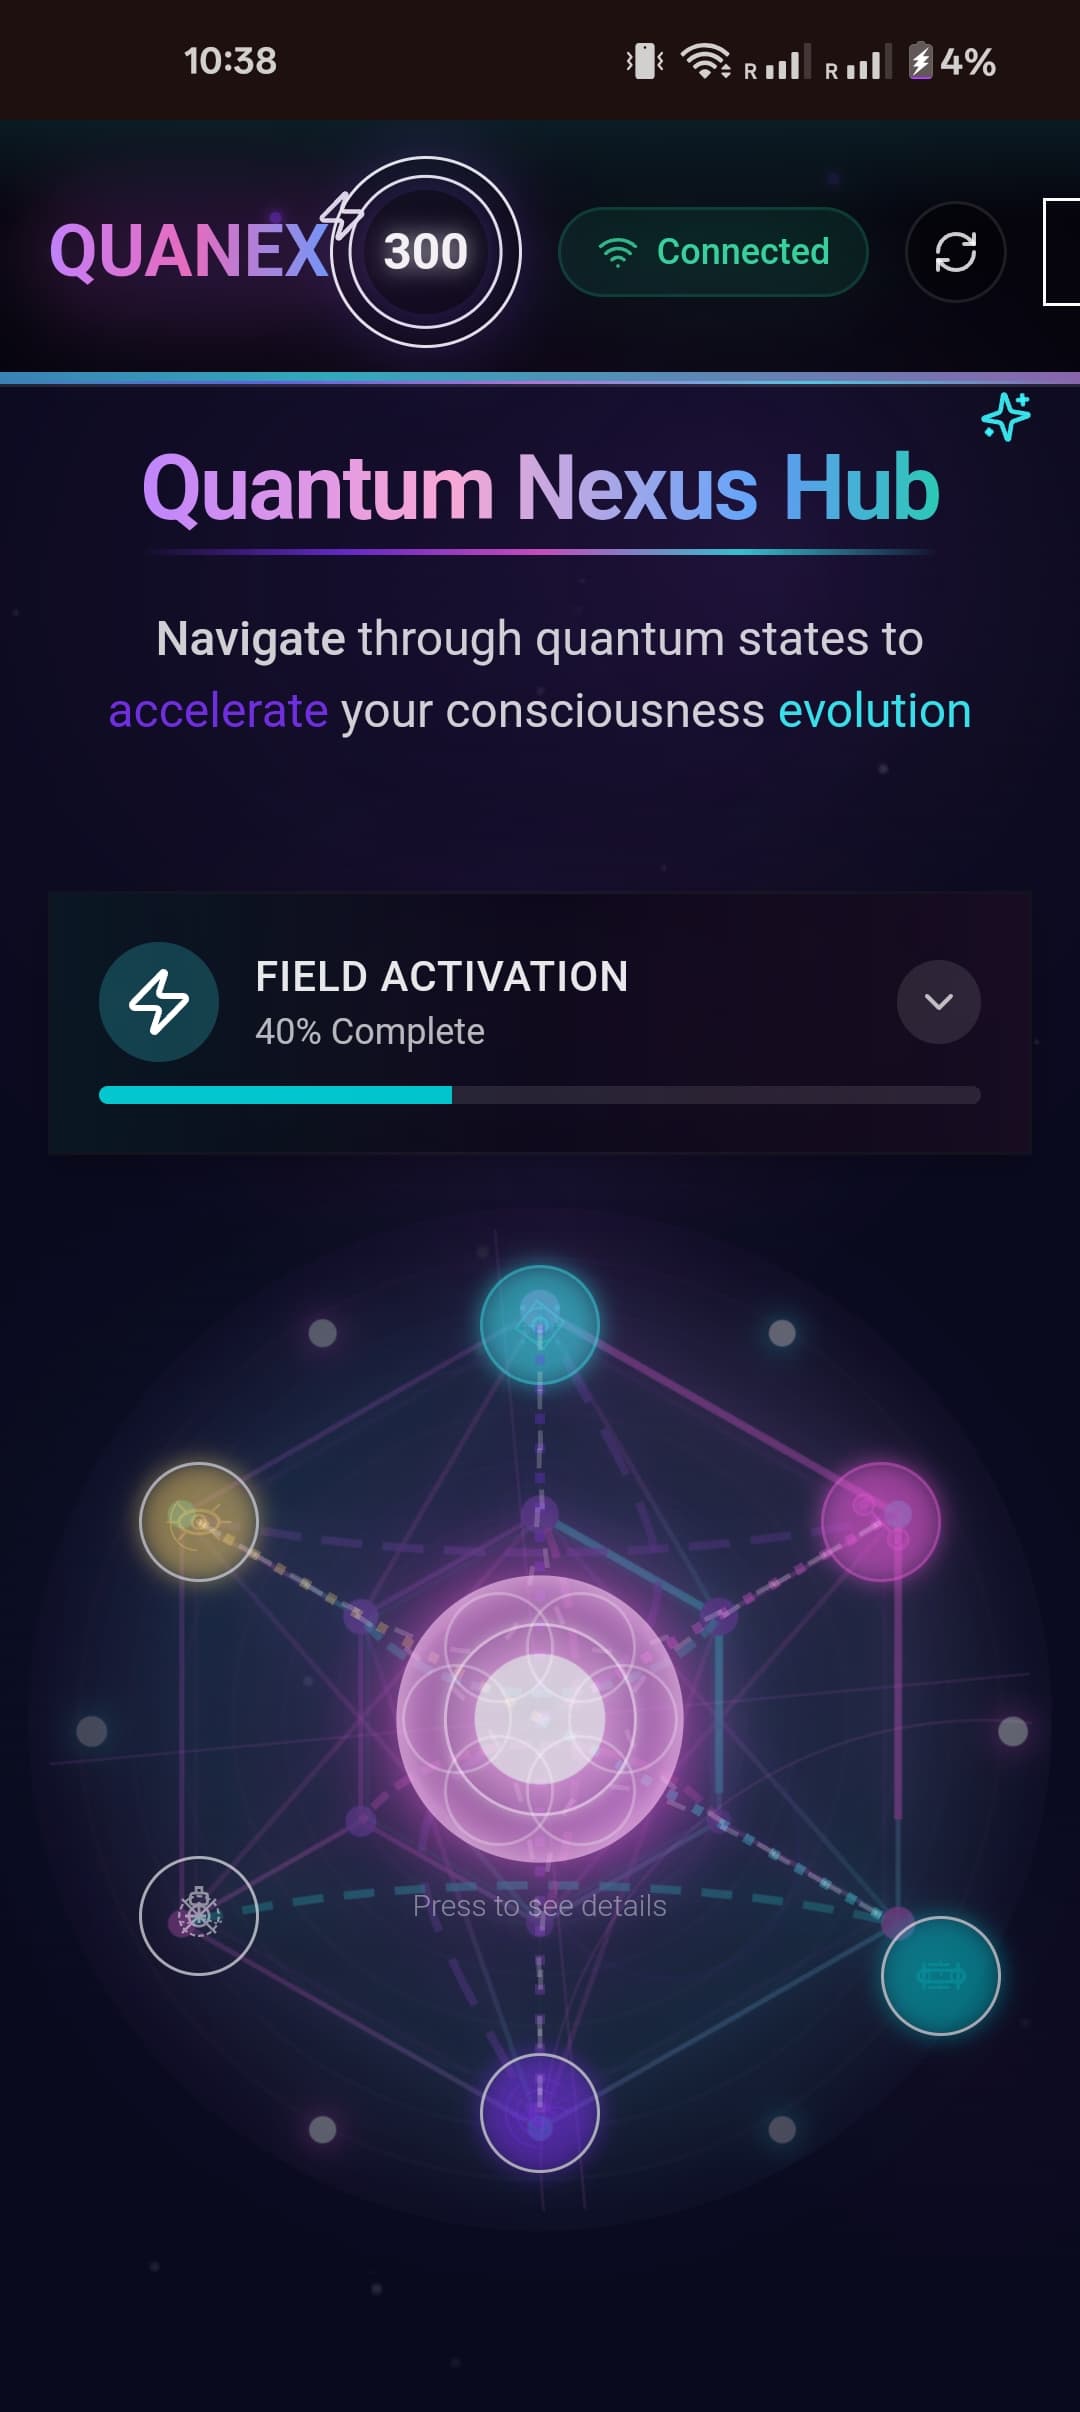 10:38
R
R
4%
QUANEX
300
Connected
Quantum Nexus Hub
Navigate through quantum states to
accelerate your consciousness evolution
FIELD ACTIVATION
40% Complete
Press to see details